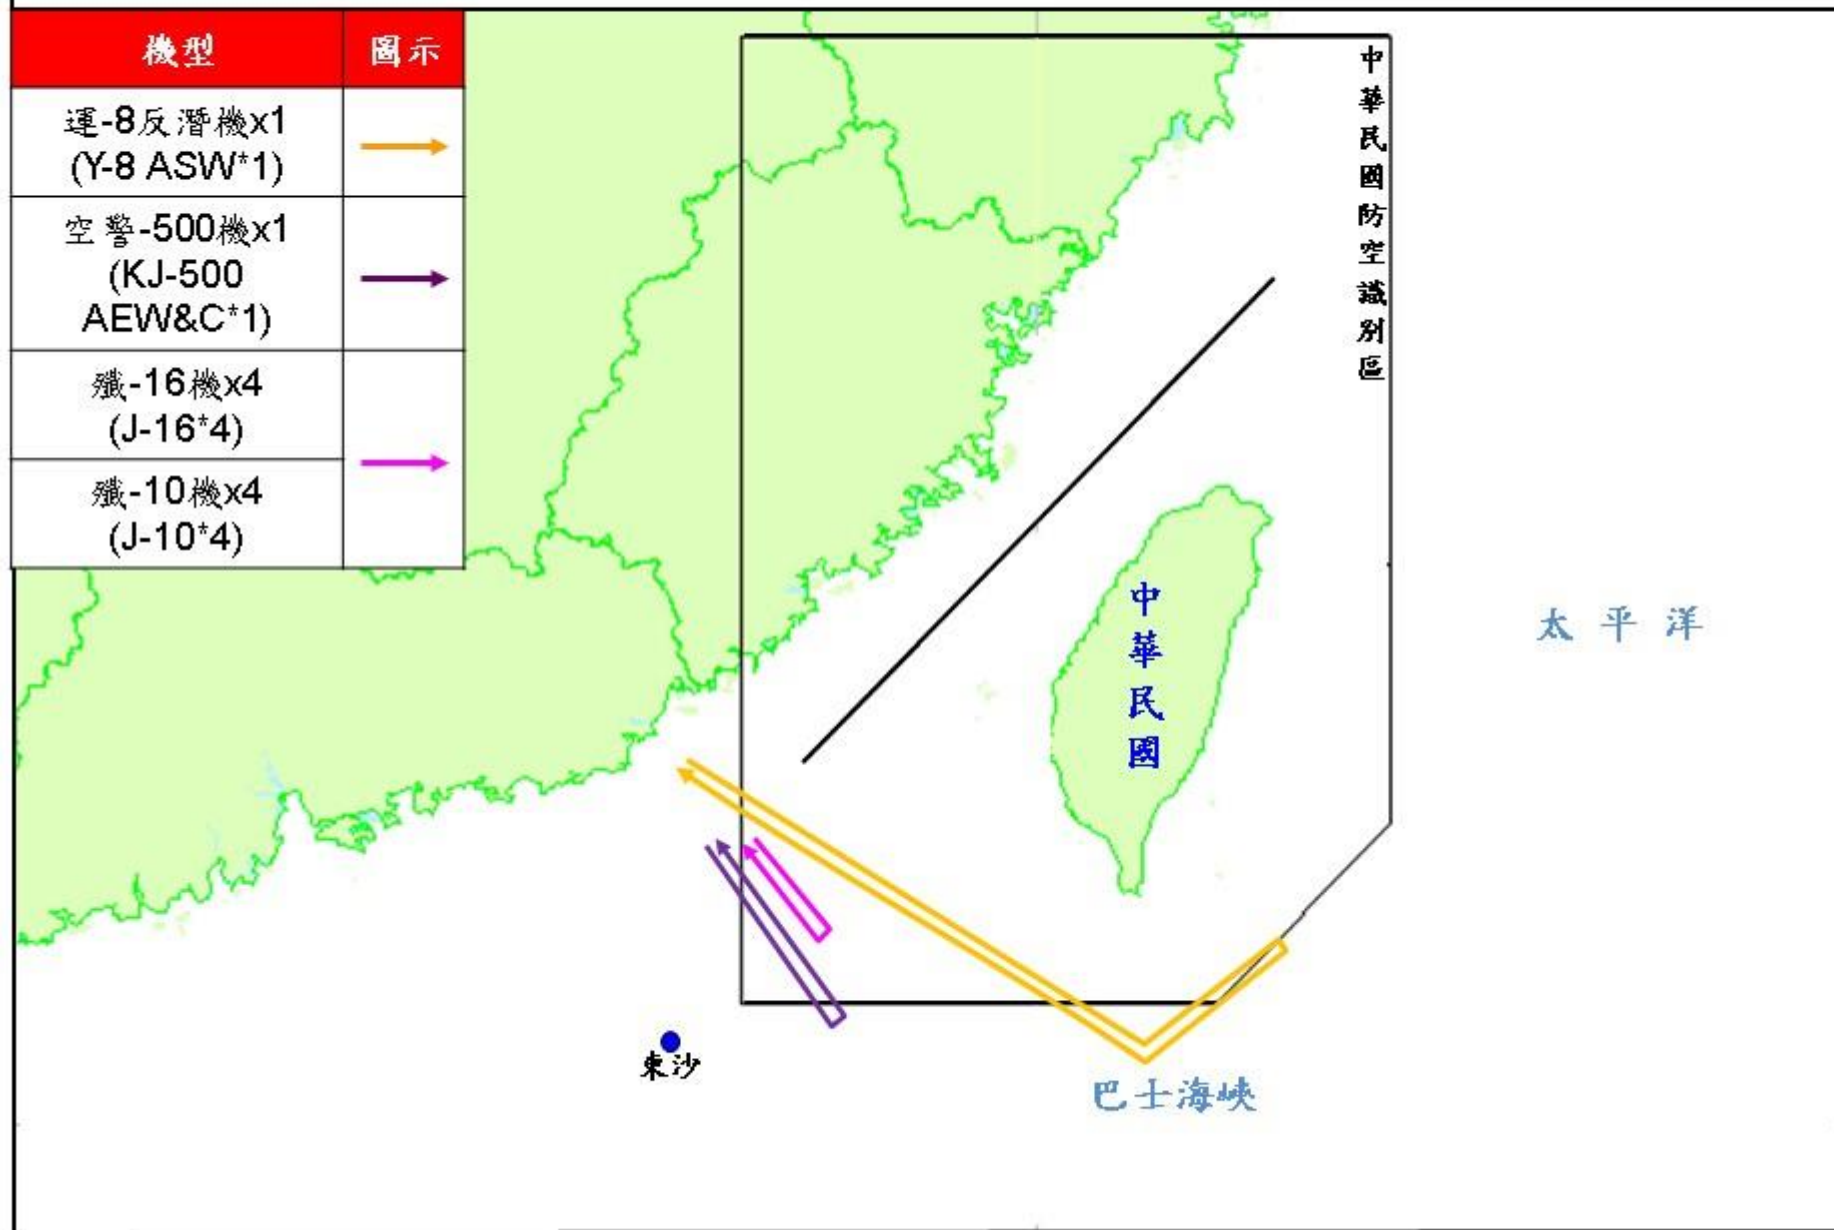 機型 圖示
運-8反潛機x1
(Y-8 ASW*1)
空警-500機x1
(KJ-500
AEW&C*1)
殲-16機x4
(J-16*4)
殲-10機x4
(J-10*4)
中華民國防空識別區
中華民國
太平洋
東沙
巴士海峽